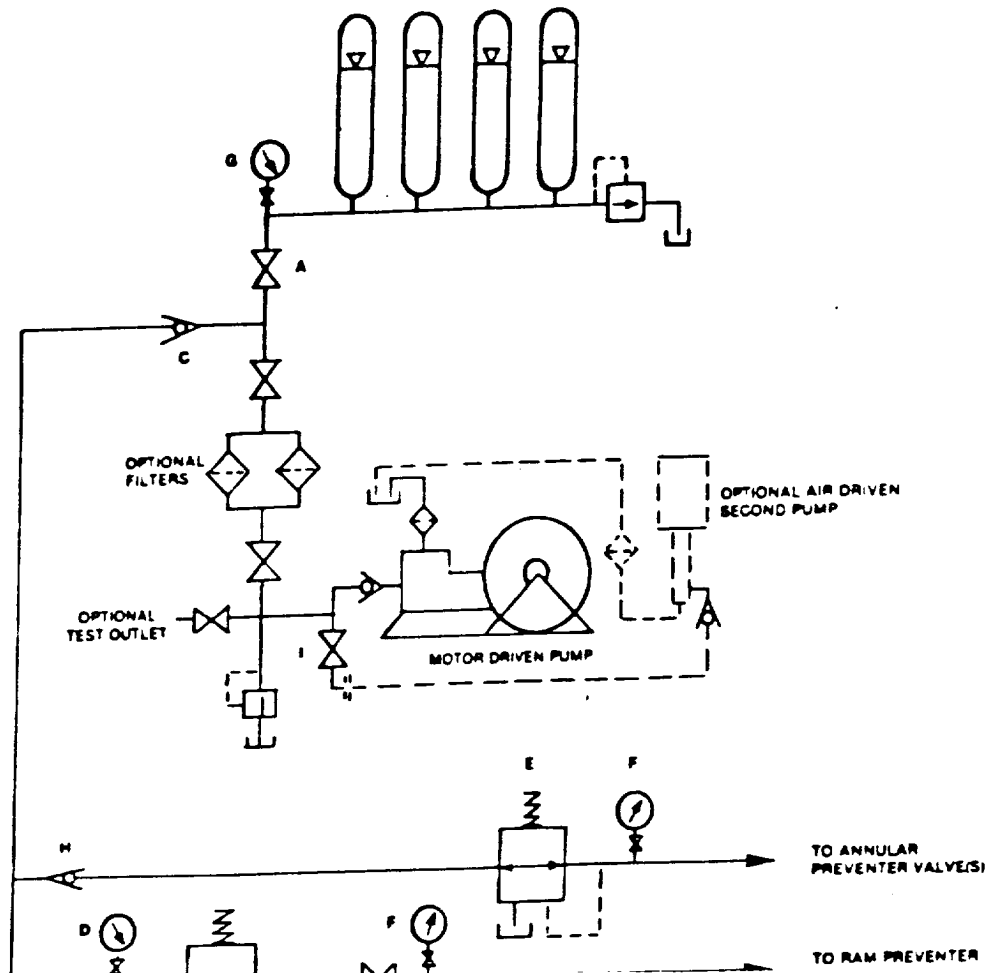 G
A
C
OPTIONAL
FILTERS
OPTIONAL AIR DRIVEN
SECOND PUMP
OPTIONAL
TEST OUTLET
I
MOTOR DRIVEN PUMP
E
F
H
TO ANNULAR
PREVENTER VALVE(S)
D
F
TO RAM PREVENTER